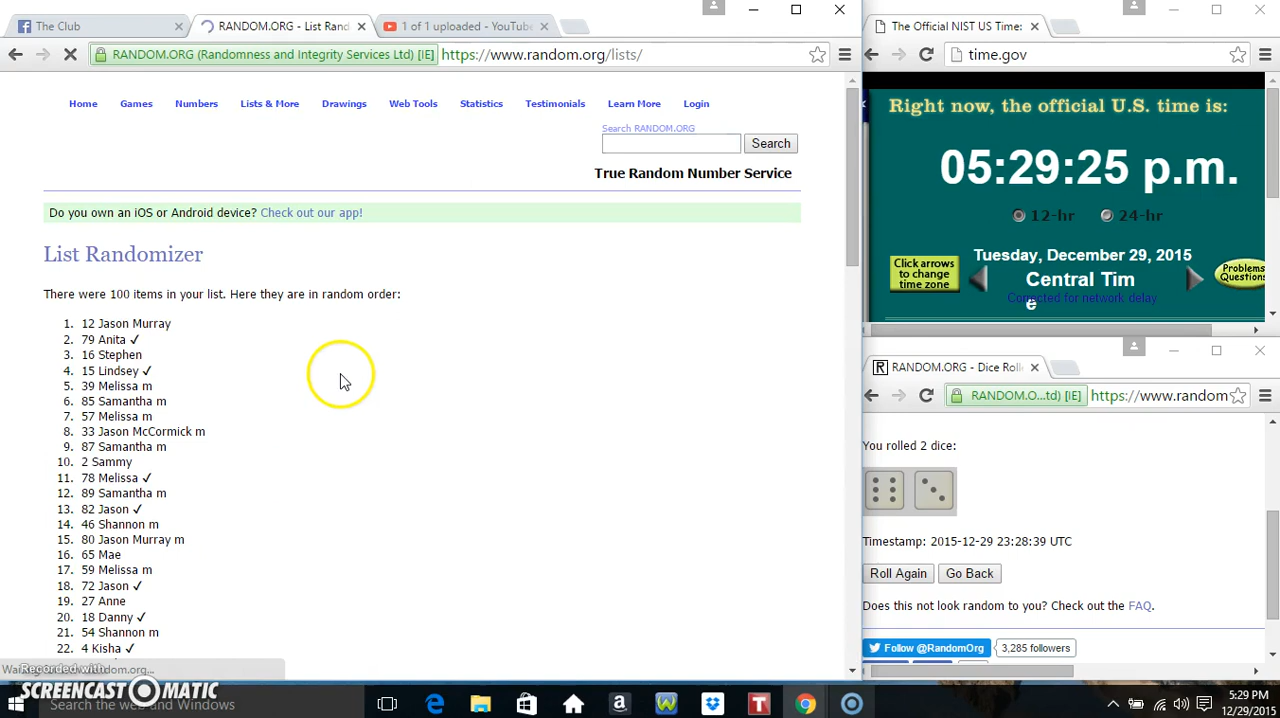 The Club
RANDOM.ORG - List Rand
1 of 1 uploaded - YouTube
RANDOM.ORG (Randomness and Integrity Services Ltd) [IE] https://www.random.org/lists/
Home Games Numbers Lists & More Drawings Web Tools Statistics Testimonials Learn More Login
Search RANDOM.ORG
Search
True Random Number Service
Do you own an iOS or Android device? Check out our app!
List Randomizer
There were 100 items in your list. Here they are in random order:
1. 12 Jason Murray
2. 79 Anita ✓
3. 16 Stephen
4. 15 Lindsey ✓
5. 39 Melissa m
6. 85 Samantha m
7. 57 Melissa m
8. 33 Jason McCormick m
9. 87 Samantha m
10. 2 Sammy
11. 78 Melissa ✓
12. 89 Samantha m
13. 82 Jason ✓
14. 46 Shannon m
15. 80 Jason Murray m
16. 65 Mae
17. 59 Melissa m
18. 72 Jason ✓
19. 27 Anne
20. 18 Danny ✓
21. 54 Shannon m
22. 4 Kisha ✓
Recorded with
SCREENCAST-O-MATIC
Search the web and Windows
The Official NIST US Time:
time.gov
Right now, the official U.S. time is:
05:29:25 p.m.
12-hr 24-hr
Click arrows
to change
time zone
Tuesday, December 29, 2015
Central Tim
e
Corrected for network delay
Problems
Questions
RANDOM.ORG - Dice Roll
RANDOM.O...td) [IE] https://www.random
You rolled 2 dice:
Timestamp: 2015-12-29 23:28:39 UTC
Roll Again Go Back
Does this not look random to you? Check out the FAQ.
Follow @RandomOrg 3,285 followers
5:29 PM
12/29/2015